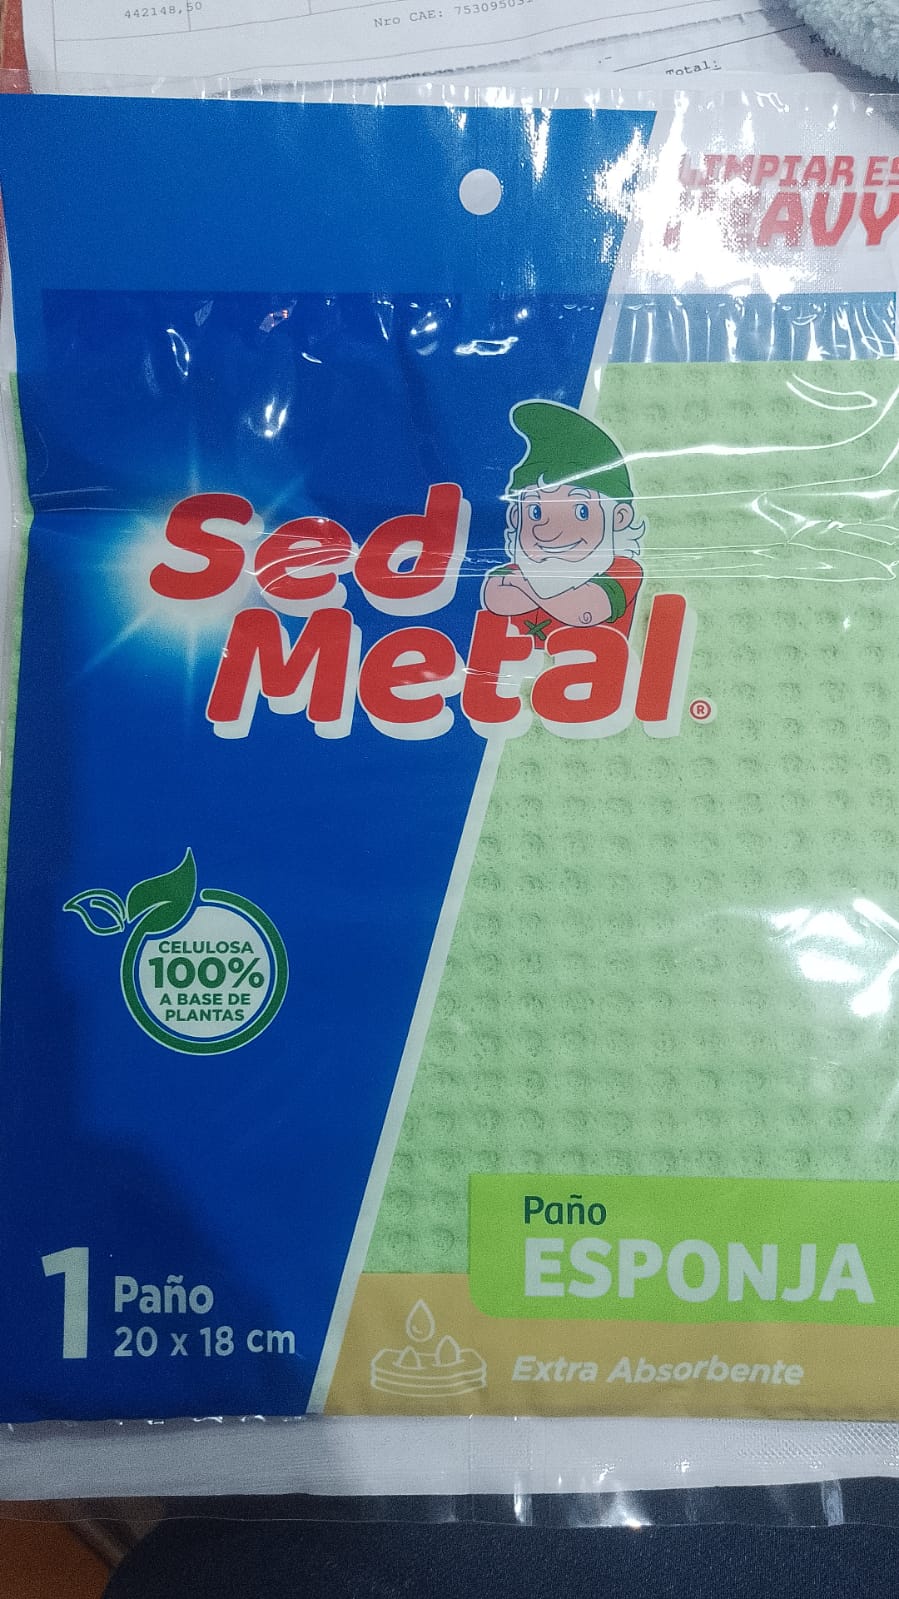 442148,50
Nro CAE: 75309503
Total:
LIMPIAR ES
HEAVY
Sed
Metal®
CELULOSA
100%
A BASE DE
PLANTAS
1 Paño
20 x 18 cm
Paño
ESPONJA
Extra Absorbente